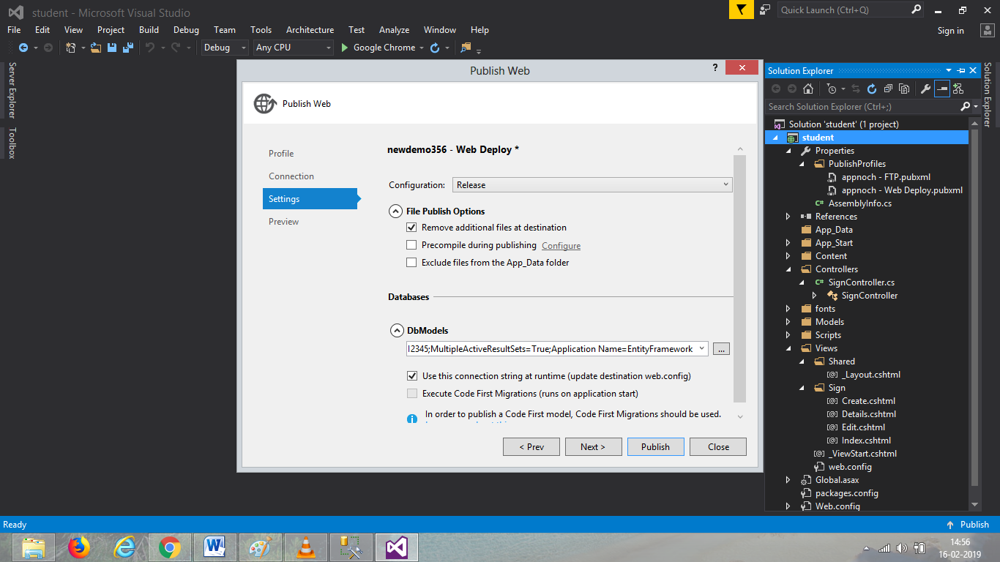 student - Microsoft Visual Studio
Quick Launch (Ctrl+Q)
File Edit View Project Build Debug Team Tools Architecture Test Analyze Window Help
Sign in
Debug Any CPU Google Chrome
Server Explorer
Toolbox
Publish Web
?
Publish Web
Profile
Connection
Settings
Preview
newdemo356 - Web Deploy *
Configuration: Release
File Publish Options
Remove additional files at destination
Precompile during publishing Configure
Exclude files from the App_Data folder
Databases
DbModels
12345;MultipleActiveResultSets=True;Application Name=EntityFramework
...
Use this connection string at runtime (update destination web.config)
Execute Code First Migrations (runs on application start)
In order to publish a Code First model, Code First Migrations should be used.
< Prev Next > Publish Close
Solution Explorer
Search Solution Explorer (Ctrl+;)
Solution 'student' (1 project)
student
Properties
PublishProfiles
appnoch - FTP.pubxml
appnoch - Web Deploy.pubxml
C# AssemblyInfo.cs
References
App_Data
App_Start
Content
Controllers
C# SignController.cs
SignController
fonts
Models
Scripts
Views
Shared
_Layout.cshtml
Sign
Create.cshtml
Details.cshtml
Edit.cshtml
Index.cshtml
_ViewStart.cshtml
web.config
Global.asax
packages.config
Web.config
Solution Explorer
Ready
Publish
14:56
16-02-2019